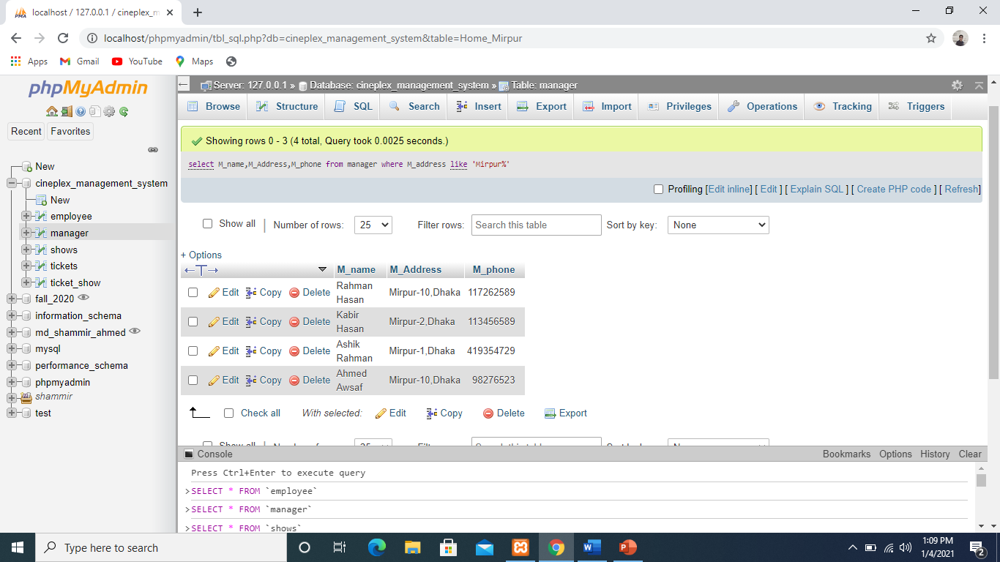 localhost / 127.0.0.1 / cineplex_m
localhost/phpmyadmin/tbl_sql.php?db=cineplex_management_system&table=Home_Mirpur
Apps Gmail YouTube Maps
phpMyAdmin
Recent Favorites
New
cineplex_management_system
New
employee
manager
shows
tickets
ticket_show
fall_2020
information_schema
md_shammir_ahmed
mysql
performance_schema
phpmyadmin
shammir
test
Server: 127.0.0.1 » Database: cineplex_management_system » Table: manager
Browse Structure SQL Search Insert Export Import Privileges Operations Tracking Triggers
Showing rows 0 - 3 (4 total, Query took 0.0025 seconds.)
select M_name,M_Address,M_phone from manager where M_address like 'Mirpur%'
Profiling [Edit inline] [ Edit ] [ Explain SQL ] [ Create PHP code ] [ Refresh]
Show all Number of rows: 25 Filter rows: Search this table Sort by key: None
+ Options
←T→ M_name M_Address M_phone
Edit Copy Delete Rahman Hasan Mirpur-10,Dhaka 117262589
Edit Copy Delete Kabir Hasan Mirpur-2,Dhaka 113456589
Edit Copy Delete Ashik Rahman Mirpur-1,Dhaka 419354729
Edit Copy Delete Ahmed Awsaf Mirpur-10,Dhaka 98276523
Check all With selected: Edit Copy Delete Export
Console Bookmarks Options History Clear
Press Ctrl+Enter to execute query
>SELECT * FROM `employee`
>SELECT * FROM `manager`
>SELECT * FROM `shows`
Type here to search
1:09 PM
1/4/2021
2